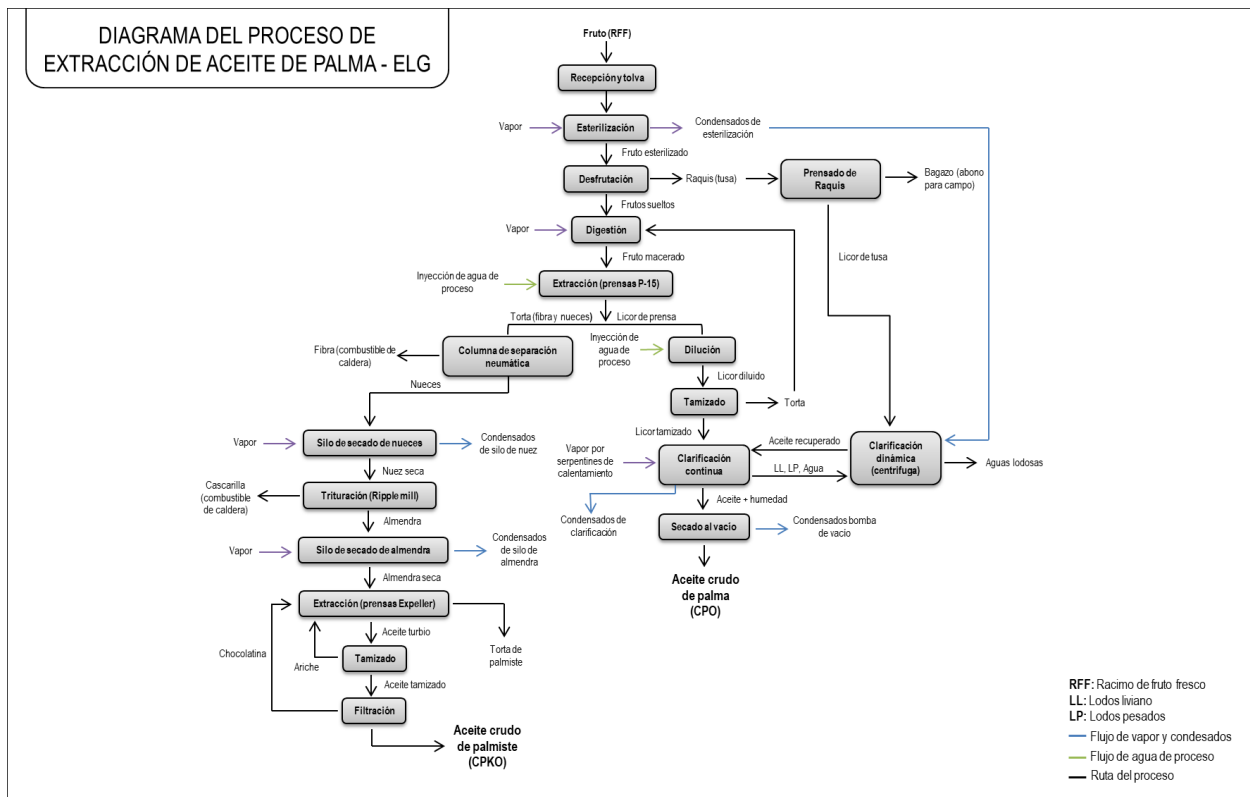 DIAGRAMA DEL PROCESO DE
EXTRACCIÓN DE ACEITE DE PALMA - ELG
Fruto (RFF)
Recepción y tolva
Vapor
Esterilización
Condensados de
esterilización
Fruto esterilizado
Desfrutación
Raquis (tusa)
Prensado de
Raquis
Bagazo (abono
para campo)
Frutos sueltos
Vapor
Digestión
Licor de tusa
Fruto macerado
Inyección de agua de
proceso
Extracción (prensas P-15)
Torta (fibra y nueces)
Licor de prensa
Fibra (combustible de
caldera)
Columna de separación
neumática
Inyección de
agua de
proceso
Dilución
Nueces
Licor diluido
Tamizado
Torta
Licor tamizado
Vapor
Silo de secado de nueces
Condensados
de silo de nuez
Vapor por
serpentines de
calentamiento
Clarificación
continua
Aceite recuperado
LL, LP, Agua
Clarificación
dinámica
(centrífuga)
Aguas lodosas
Nuez seca
Cascarilla
(combustible
de caldera)
Trituración (Ripple mill)
Aceite + humedad
Condensados de
clarificación
Secado al vacío
Condensados bomba
de vacío
Almendra
Vapor
Silo de secado de almendra
Condensados
de silo de
almendra
Aceite crudo
de palma
(CPO)
Almendra seca
Extracción (prensas Expeller)
Aceite turbio
Torta de
palmiste
Chocolatina
Ariche
Tamizado
Aceite tamizado
Filtración
Aceite crudo
de palmiste
(CPKO)
RFF: Racimo de fruto fresco
LL: Lodos liviano
LP: Lodos pesados
Flujo de vapor y condesados
Flujo de agua de proceso
Ruta del proceso